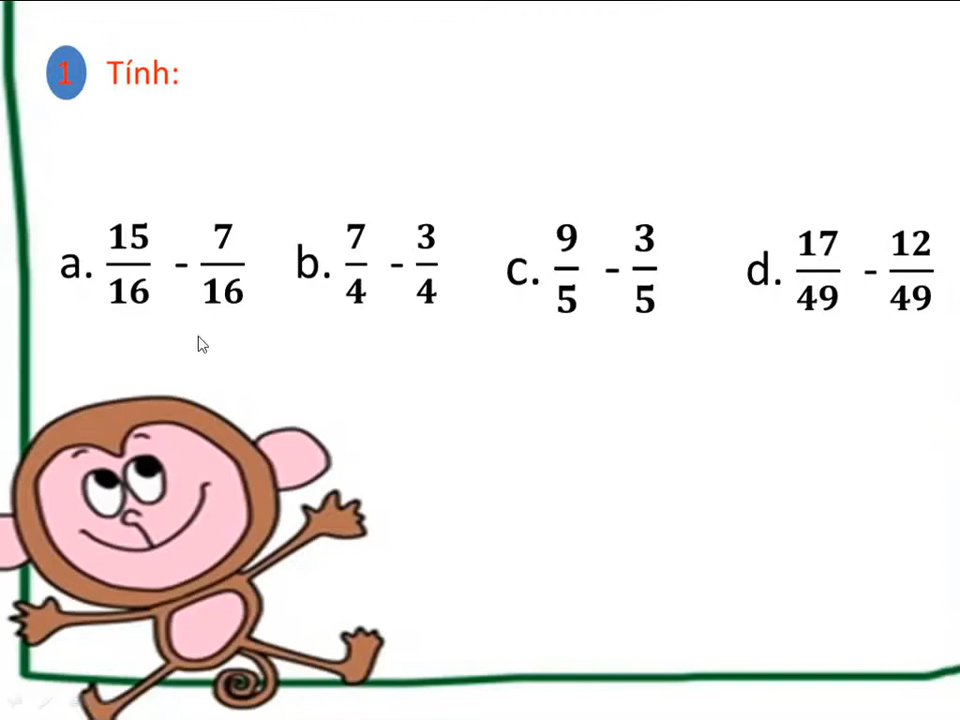 1 Tính:
a. 15/16 - 7/16 b. 7/4 - 3/4 c. 9/5 - 3/5 d. 17/49 - 12/49